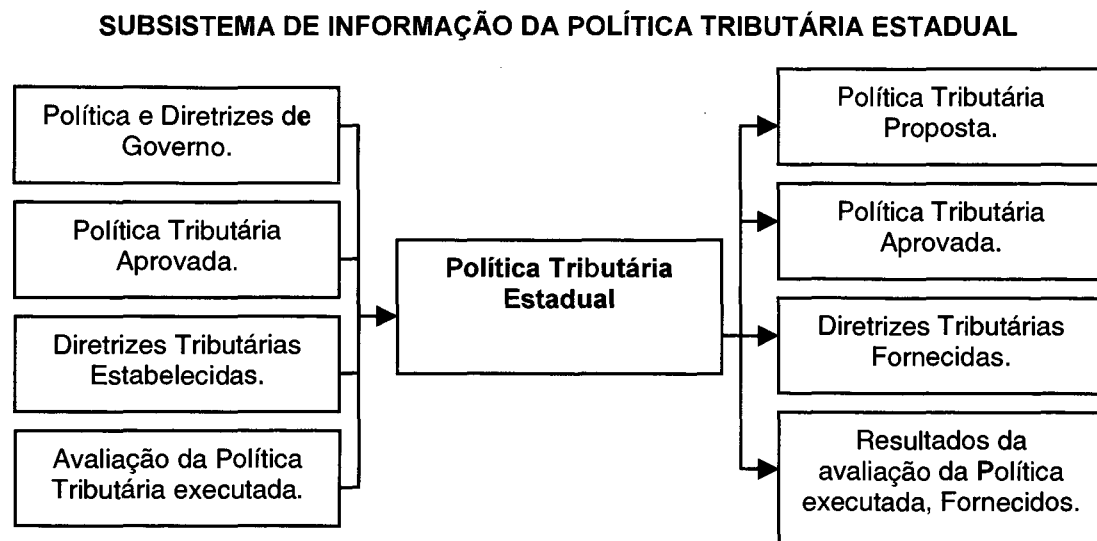 SUBSISTEMA DE INFORMAÇÃO DA POLÍTICA TRIBUTÁRIA ESTADUAL
Política e Diretrizes de
Governo.
Política Tributária
Aprovada.
Diretrizes Tributárias
Estabelecidas.
Avaliação da Política
Tributária executada.
Política Tributária
Estadual
Política Tributária
Proposta.
Política Tributária
Aprovada.
Diretrizes Tributárias
Fornecidas.
Resultados da
avaliação da Política
executada, Fornecidos.